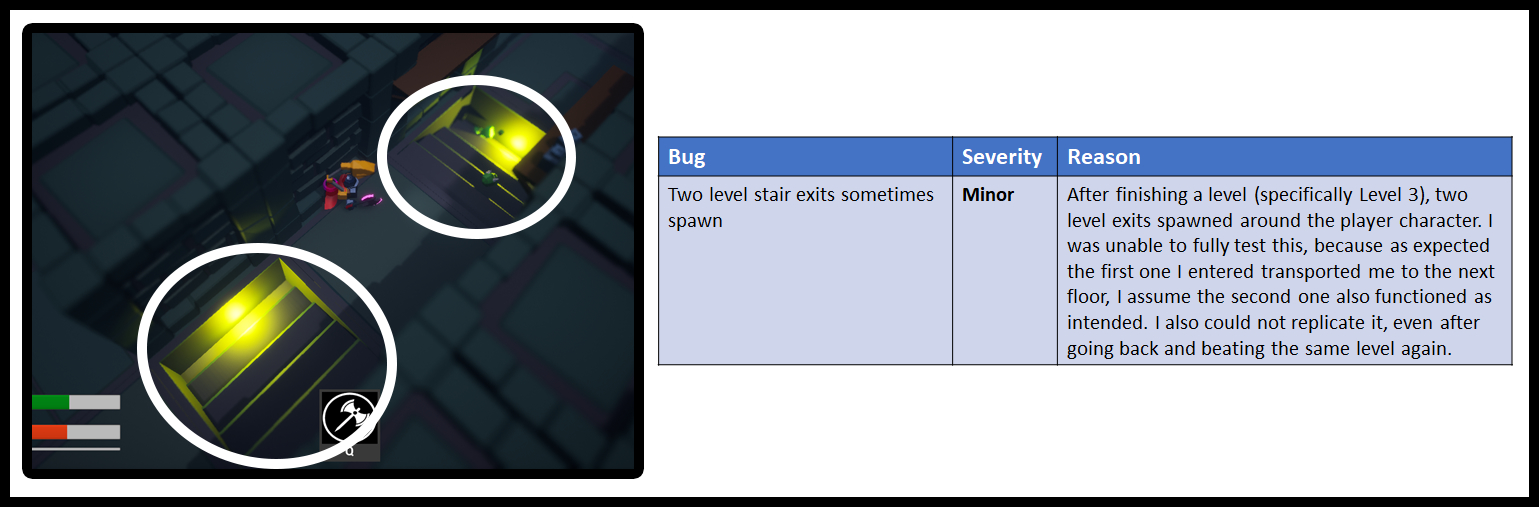 Bug Severity Reason
Two level stair exits sometimes
spawn
Minor
After finishing a level (specifically Level 3), two
level exits spawned around the player character. I
was unable to fully test this, because as expected
the first one I entered transported me to the next
floor, I assume the second one also functioned as
intended. I also could not replicate it, even after
going back and beating the same level again.
Q